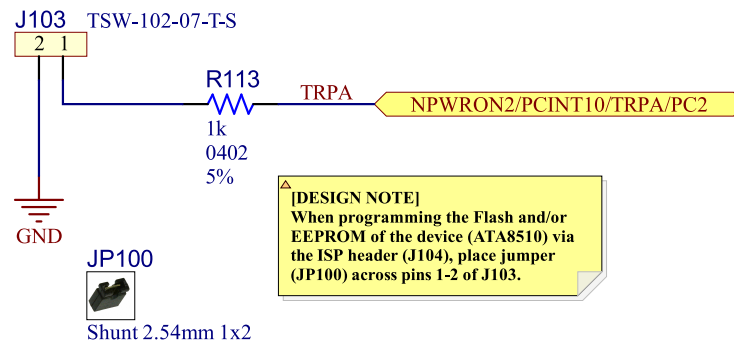 J103 TSW-102-07-T-S
2 1
R113
TRPA
NPWRON2/PCINT10/TRPA/PC2
1k
0402
5%
GND
[DESIGN NOTE]
When programming the Flash and/or
EEPROM of the device (ATA8510) via
the ISP header (J104), place jumper
(JP100) across pins 1-2 of J103.
JP100
Shunt 2.54mm 1x2